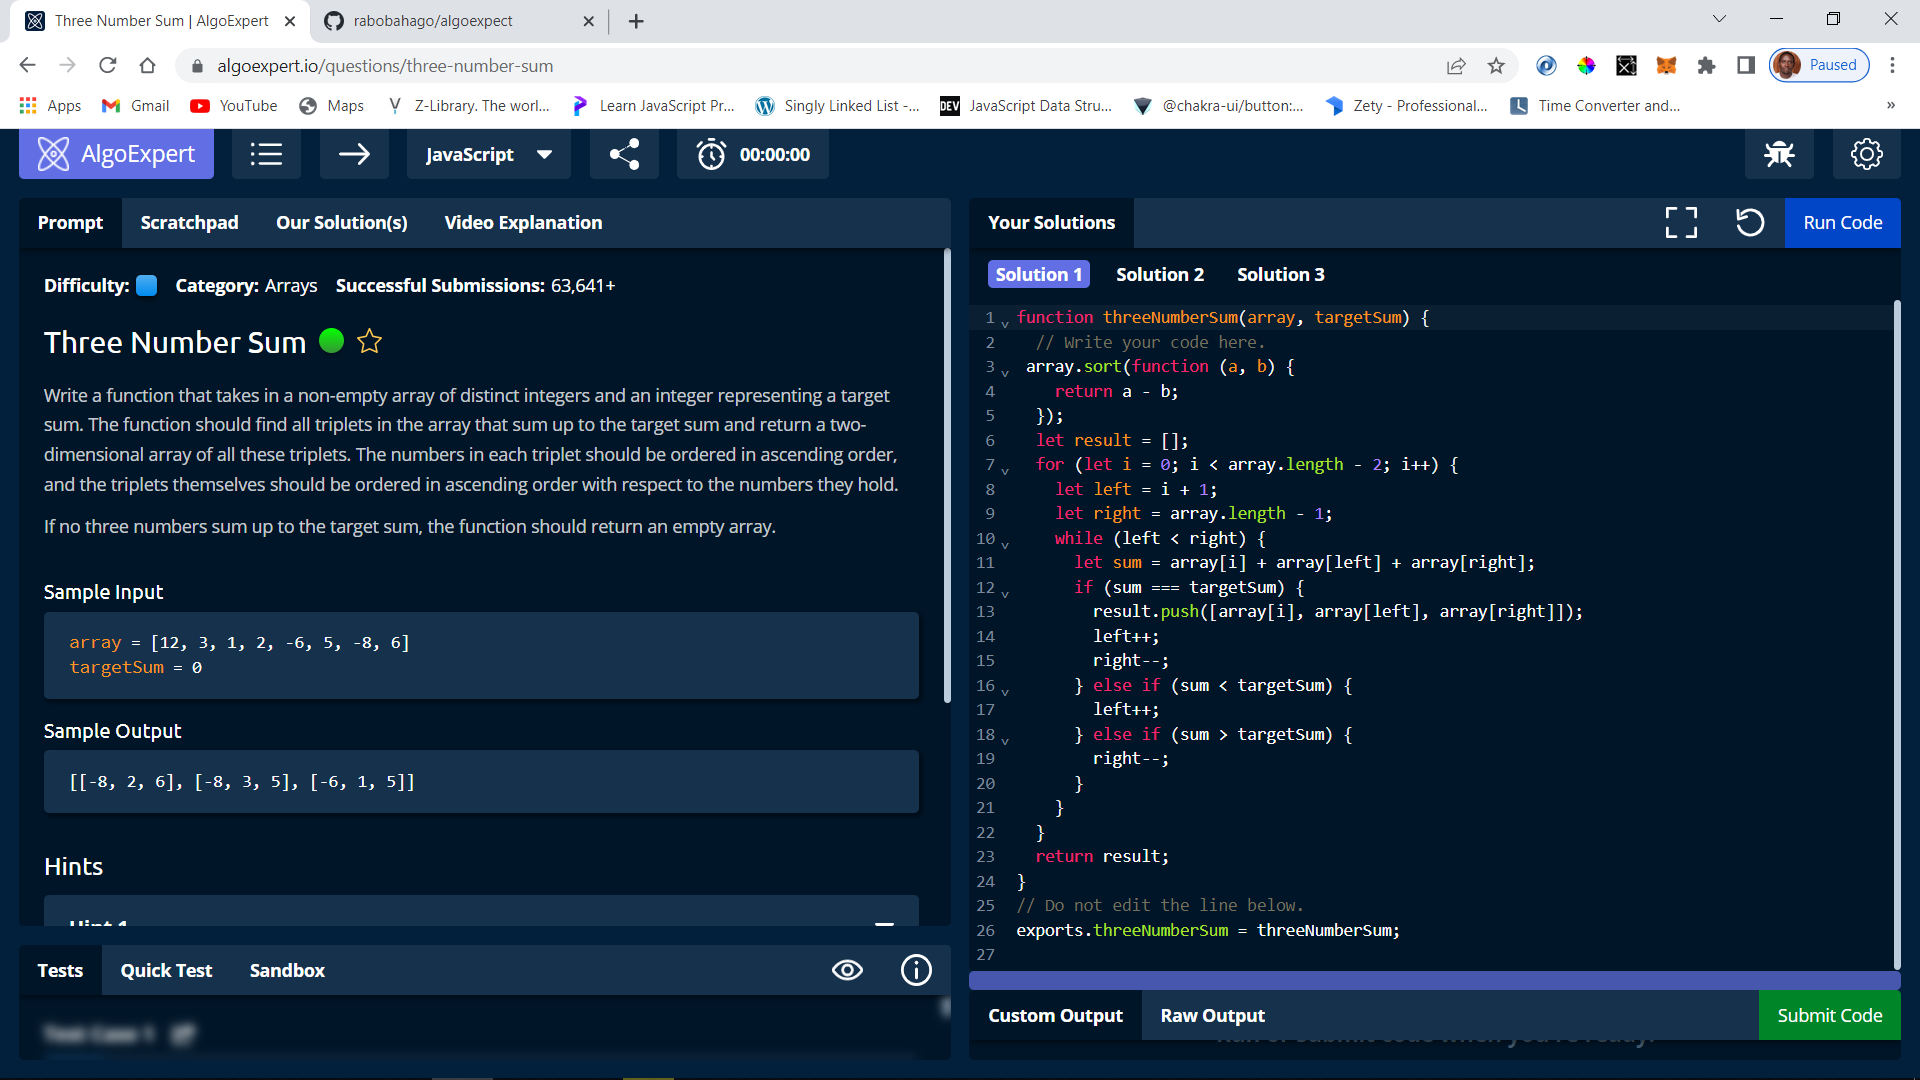 Three Number Sum | AlgoExpert
rabobahago/algoexpect
algoexpert.io/questions/three-number-sum
Paused
Apps
Gmail
YouTube
Maps
Z-Library. The worl...
Learn JavaScript Pr...
Singly Linked List -...
DEV
JavaScript Data Stru...
@chakra-ui/button:...
Zety - Professional...
Time Converter and...
»
AlgoExpert
JavaScript
00:00:00
Prompt
Scratchpad
Our Solution(s)
Video Explanation
Difficulty:
Category: Arrays
Successful Submissions: 63,641+
Three Number Sum
Write a function that takes in a non-empty array of distinct integers and an integer representing a target
sum. The function should find all triplets in the array that sum up to the target sum and return a two-
dimensional array of all these triplets. The numbers in each triplet should be ordered in ascending order,
and the triplets themselves should be ordered in ascending order with respect to the numbers they hold.
If no three numbers sum up to the target sum, the function should return an empty array.
Sample Input
array = [12, 3, 1, 2, -6, 5, -8, 6]
targetSum = 0
Sample Output
[[-8, 2, 6], [-8, 3, 5], [-6, 1, 5]]
Hints
Hint 1
Tests
Quick Test
Sandbox
Test Case 1
Your Solutions
Run Code
Solution 1
Solution 2
Solution 3
1 function threeNumberSum(array, targetSum) {
2 // Write your code here.
3 array.sort(function (a, b) {
4 return a - b;
5 });
6 let result = [];
7 for (let i = 0; i < array.length - 2; i++) {
8 let left = i + 1;
9 let right = array.length - 1;
10 while (left < right) {
11 let sum = array[i] + array[left] + array[right];
12 if (sum === targetSum) {
13 result.push([array[i], array[left], array[right]]);
14 left++;
15 right--;
16 } else if (sum < targetSum) {
17 left++;
18 } else if (sum > targetSum) {
19 right--;
20 }
21 }
22 }
23 return result;
24 }
25 // Do not edit the line below.
26 exports.threeNumberSum = threeNumberSum;
27
Custom Output
Raw Output
Submit Code
Run or submit code when you're ready.